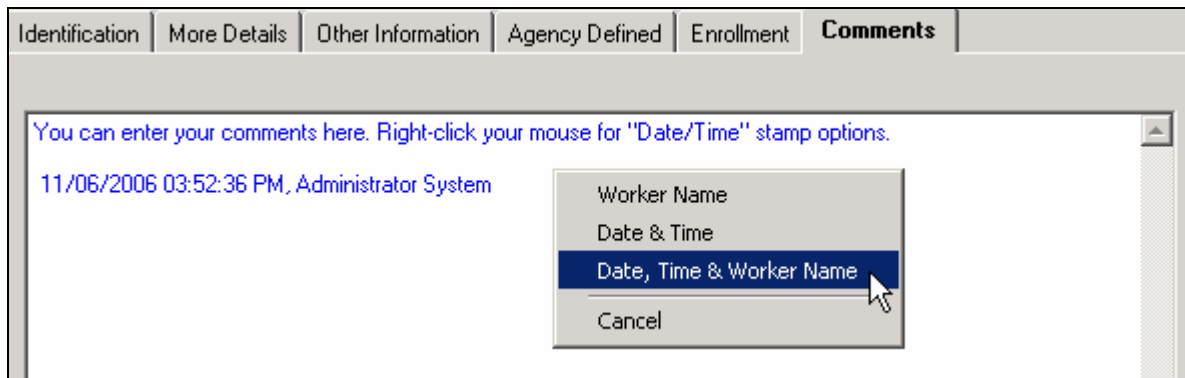 Identification More Details Other Information Agency Defined Enrollment Comments
You can enter your comments here. Right-click your mouse for "Date/Time" stamp options.
11/06/2006 03:52:36 PM, Administrator System
Worker Name
Date & Time
Date, Time & Worker Name
Cancel